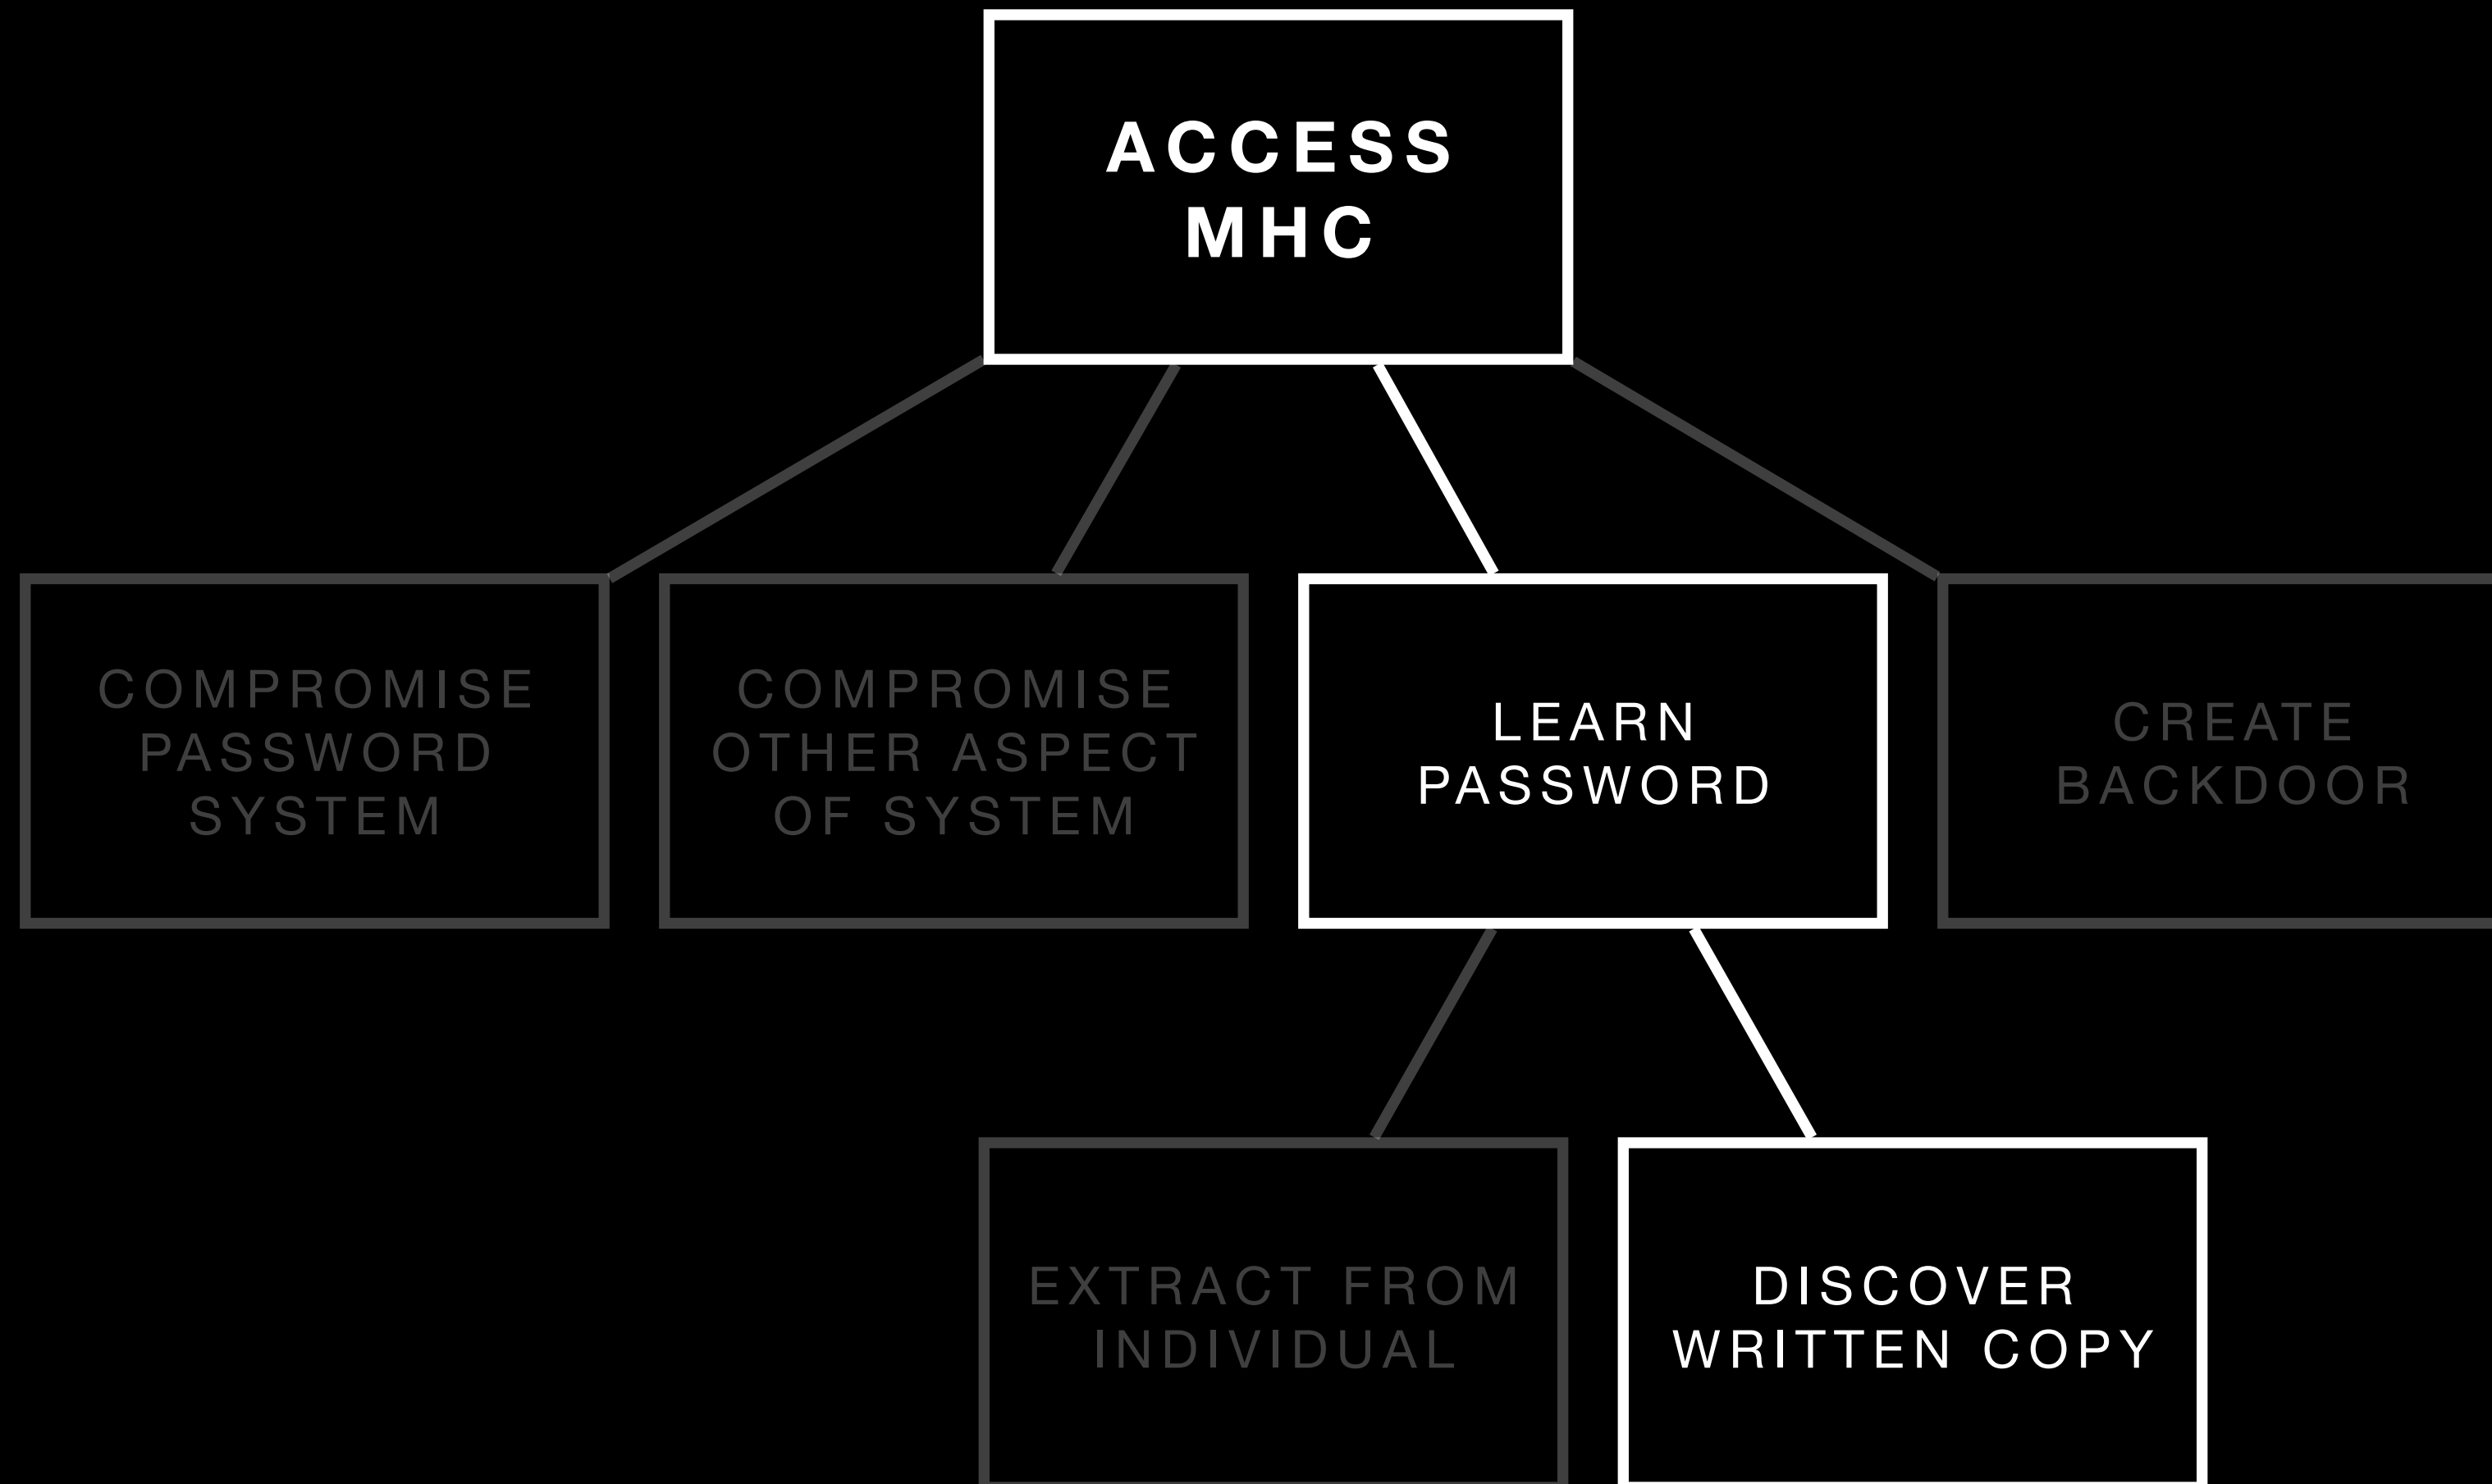 ACCESS
MHC
COMPROMISE
PASSWORD
SYSTEM
COMPROMISE
OTHER ASPECT
OF SYSTEM
LEARN
PASSWORD
CREATE
BACKDOOR
EXTRACT FROM
INDIVIDUAL
DISCOVER
WRITTEN COPY